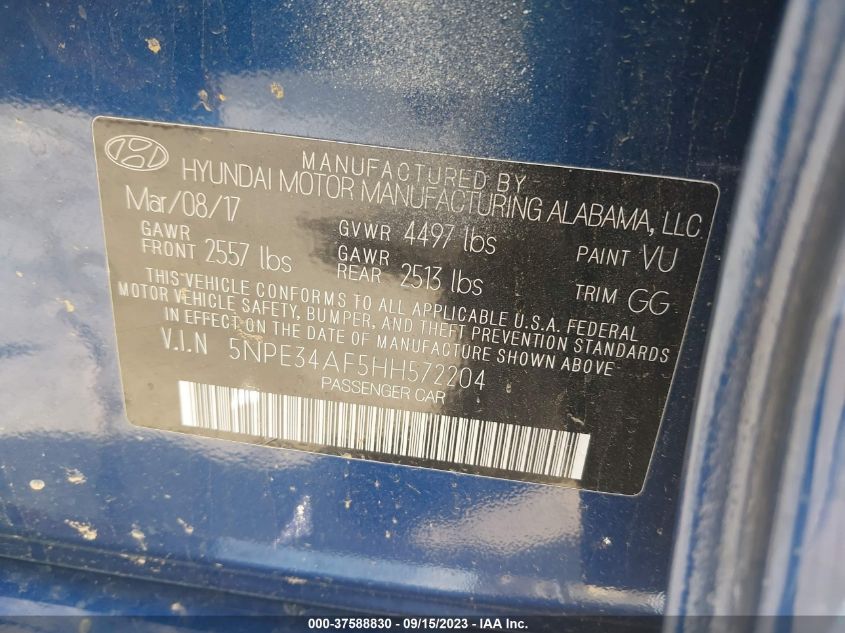 MANUFACTURED BY
HYUNDAI MOTOR MANUFACTURING ALABAMA, LLC
Mar/08/17
GVWR 4497 lbs
PAINT VU
GAWR
FRONT 2557 lbs
GAWR
REAR 2513 lbs
TRIM GG
THIS VEHICLE CONFORMS TO ALL APPLICABLE U.S.A. FEDERAL
MOTOR VEHICLE SAFETY, BUMPER, AND THEFT PREVENTION STANDARDS
IN EFFECT ON THE DATE OF MANUFACTURE SHOWN ABOVE
V.I.N 5NPE34AF5HH572204
PASSENGER CAR
000-37588830 - 09/15/2023 - IAA Inc.